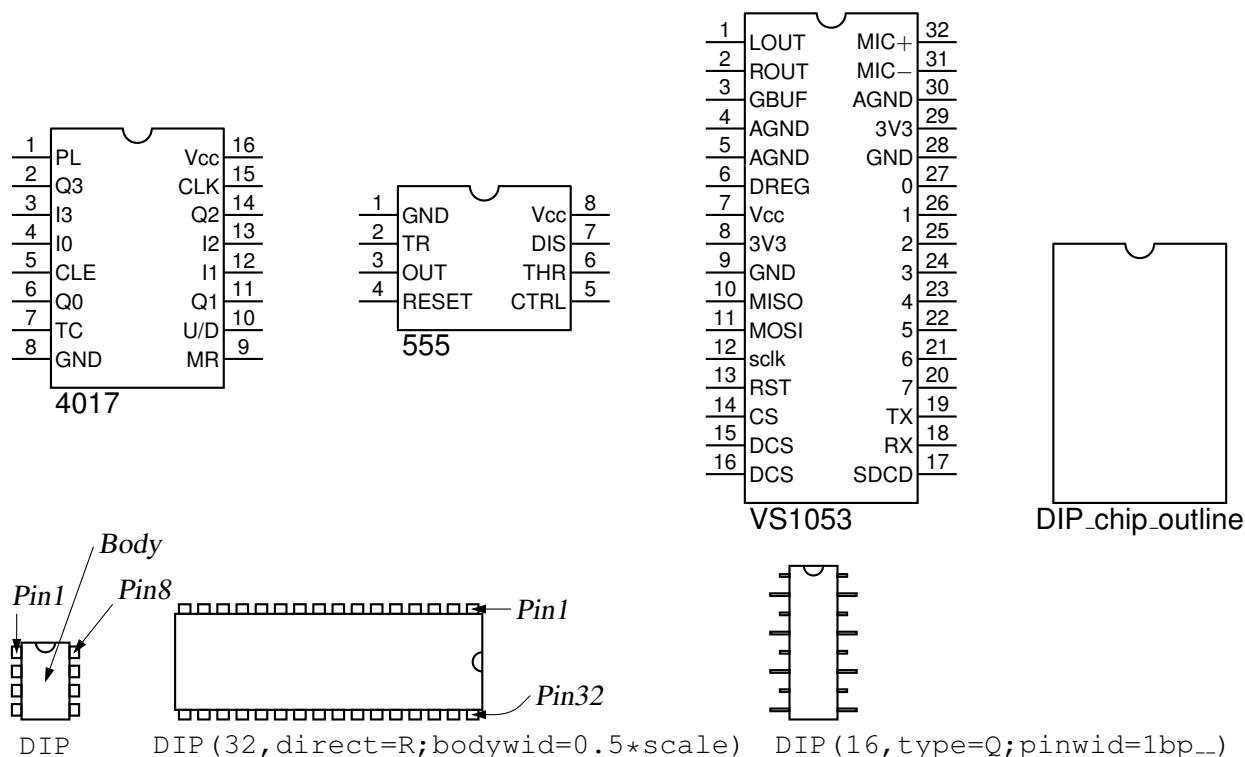 1 PL Vcc 16
2 Q3 CLK 15
3 I3 Q2 14
4 I0 I2 13
5 CLE I1 12
6 Q0 Q1 11
7 TC U/D 10
8 GND MR 9
4017
1 GND Vcc 8
2 TR DIS 7
3 OUT THR 6
4 RESET CTRL 5
555
1 LOUT MIC+ 32
2 ROUT MIC− 31
3 GBUF AGND 30
4 AGND 3V3 29
5 AGND GND 28
6 DREG 0 27
7 Vcc 1 26
8 3V3 2 25
9 GND 3 24
10 MISO 4 23
11 MOSI 5 22
12 sclk 6 21
13 RST 7 20
14 CS TX 19
15 DCS RX 18
16 DCS SDCD 17
VS1053
DIP_chip_outline
Body
Pin1 Pin8
DIP
Pin1
Pin32
DIP(32,direct=R;bodywid=0.5*scale)
DIP(16,type=Q;pinwid=1bp__)